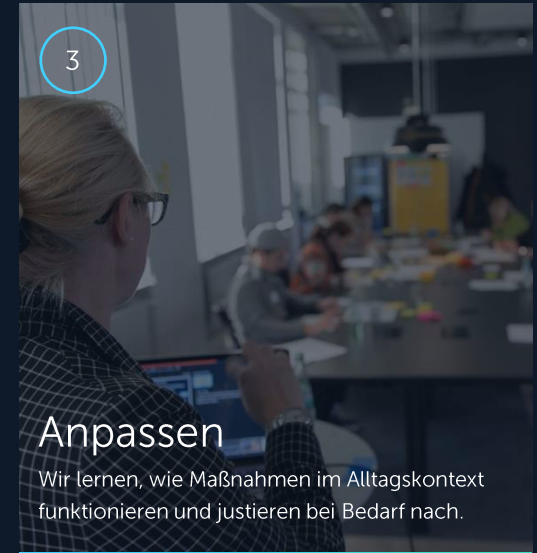 3
Anpassen
Wir lernen, wie Maßnahmen im Alltagskontext
funktionieren und justieren bei Bedarf nach.